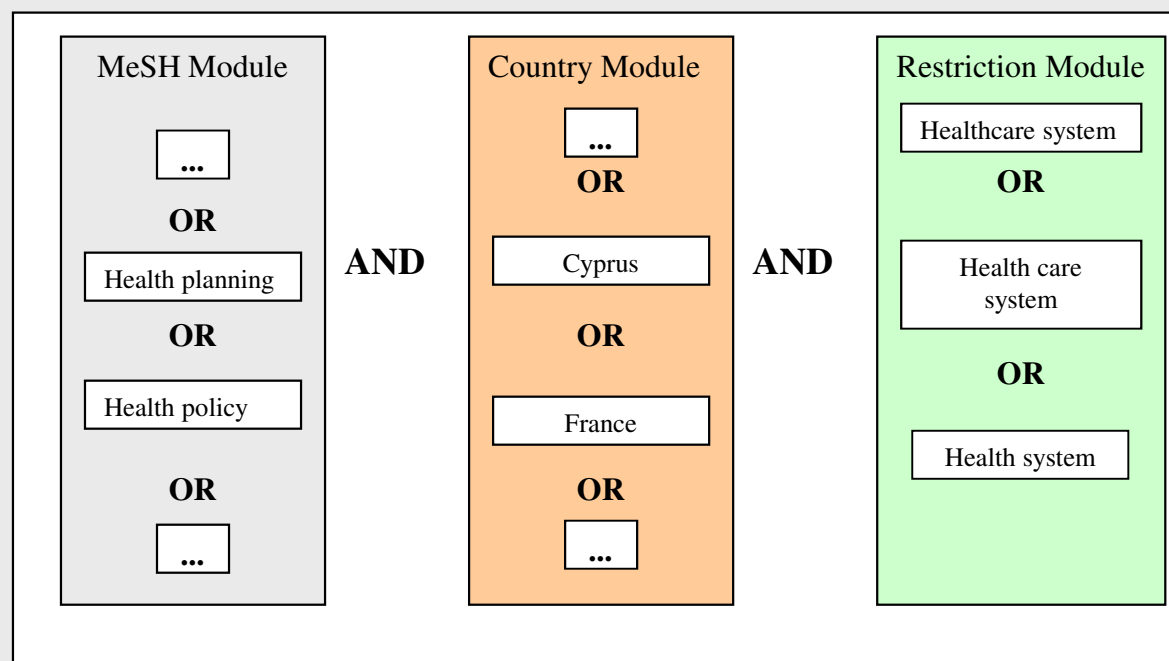 MeSH Module
...
OR
Health planning
OR
Health policy
OR
...
AND
Country Module
...
OR
Cyprus
OR
France
OR
...
AND
Restriction Module
Healthcare system
OR
Health care
system
OR
Health system